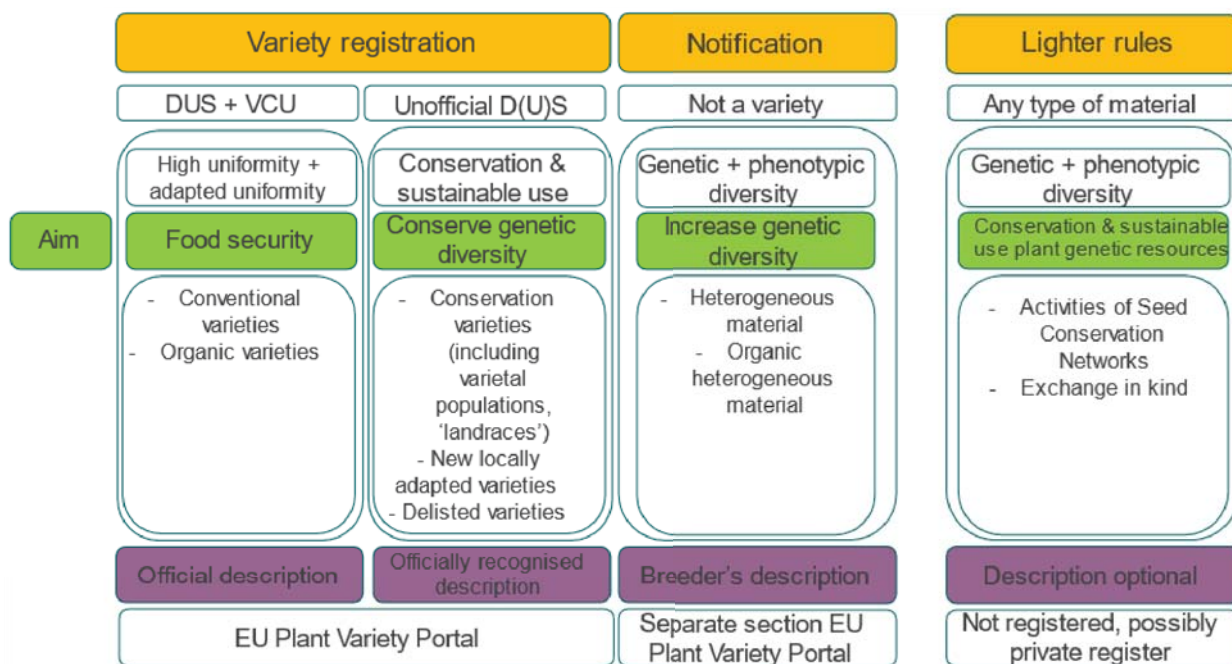 Variety registration
Notification
Lighter rules
DUS + VCU
Unofficial D(U)S
Not a variety
Any type of material
High uniformity +
adapted uniformity
Conservation &
sustainable use
Genetic + phenotypic
diversity
Genetic + phenotypic
diversity
Aim
Food security
Conserve genetic
diversity
Increase genetic
diversity
Conservation & sustainable
use plant genetic resources
- Conventional
varieties
- Organic varieties
- Conservation
varieties
(including
varietal
populations,
‘landraces’)
- New locally
adapted varieties
- Delisted varieties
- Heterogeneous
material
- Organic
heterogeneous
material
- Activities of Seed
Conservation
Networks
- Exchange in kind
Official description
Officially recognised
description
Breeder’s description
Description optional
EU Plant Variety Portal
Separate section EU
Plant Variety Portal
Not registered, possibly
private register